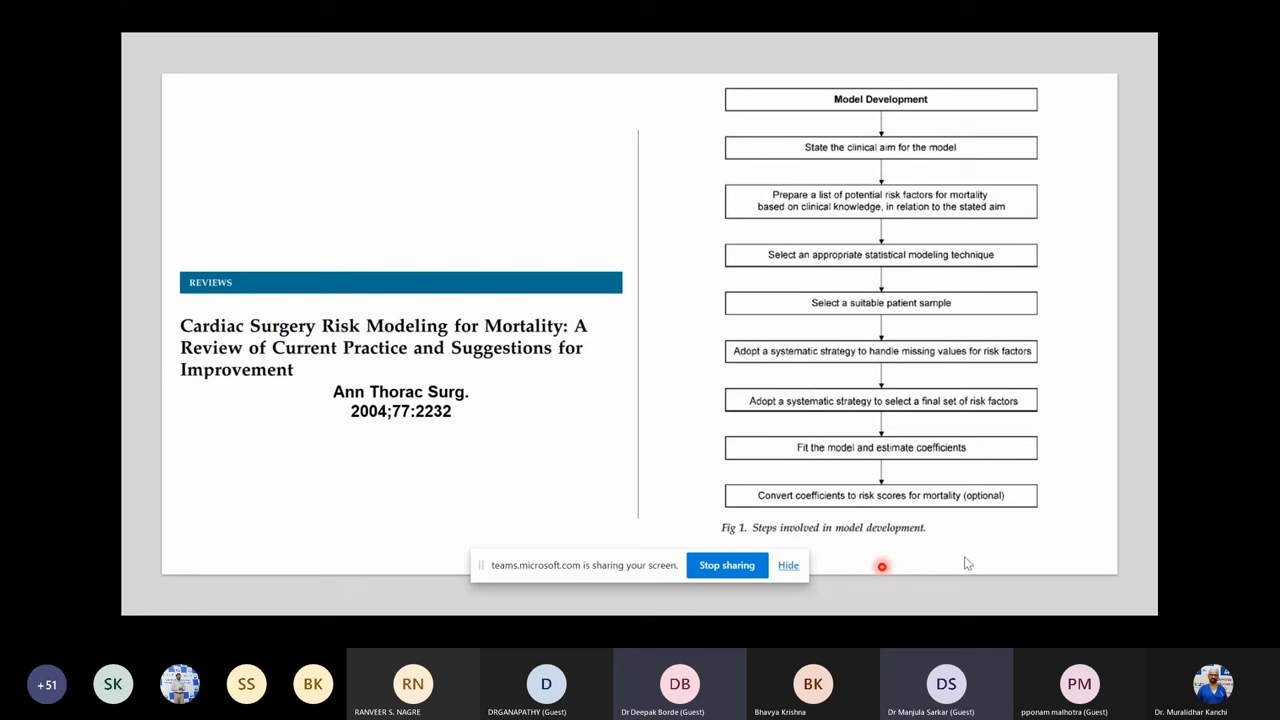 REVIEWS
Cardiac Surgery Risk Modeling for Mortality: A
Review of Current Practice and Suggestions for
Improvement
Ann Thorac Surg.
2004;77:2232
Model Development
State the clinical aim for the model
Prepare a list of potential risk factors for mortality
based on clinical knowledge, in relation to the stated aim
Select an appropriate statistical modeling technique
Select a suitable patient sample
Adopt a systematic strategy to handle missing values for risk factors
Adopt a systematic strategy to select a final set of risk factors
Fit the model and estimate coefficients
Convert coefficients to risk scores for mortality (optional)
Fig 1. Steps involved in model development.
teams.microsoft.com is sharing your screen.
Stop sharing
Hide
+51
SK
SS
BK
RN
RANVEER S. NAGRE
D
DRGANAPATHY (Guest)
DB
Dr Deepak Borde (Guest)
BK
Bhavya Krishna
DS
Dr Manjula Sarkar (Guest)
PM
pponam malhotra (Guest)
Dr. Muralidhar Kanchi